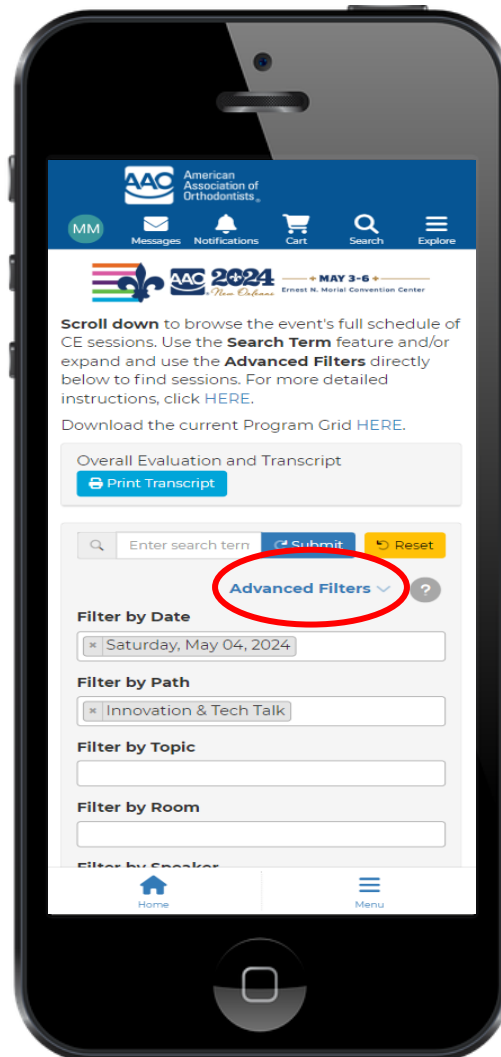 AAO American
Association of
Orthodontists®
MM
Messages Notifications Cart Search Explore
AAO 2024 MAY 3-6
New Orleans Ernest N. Morial Convention Center
Scroll down to browse the event's full schedule of
CE sessions. Use the Search Term feature and/or
expand and use the Advanced Filters directly
below to find sessions. For more detailed
instructions, click HERE.
Download the current Program Grid HERE.
Overall Evaluation and Transcript
Print Transcript
Enter search term Submit Reset
Advanced Filters ?
Filter by Date
× Saturday, May 04, 2024
Filter by Path
× Innovation & Tech Talk
Filter by Topic
Filter by Room
Filter by Speaker
Home Menu